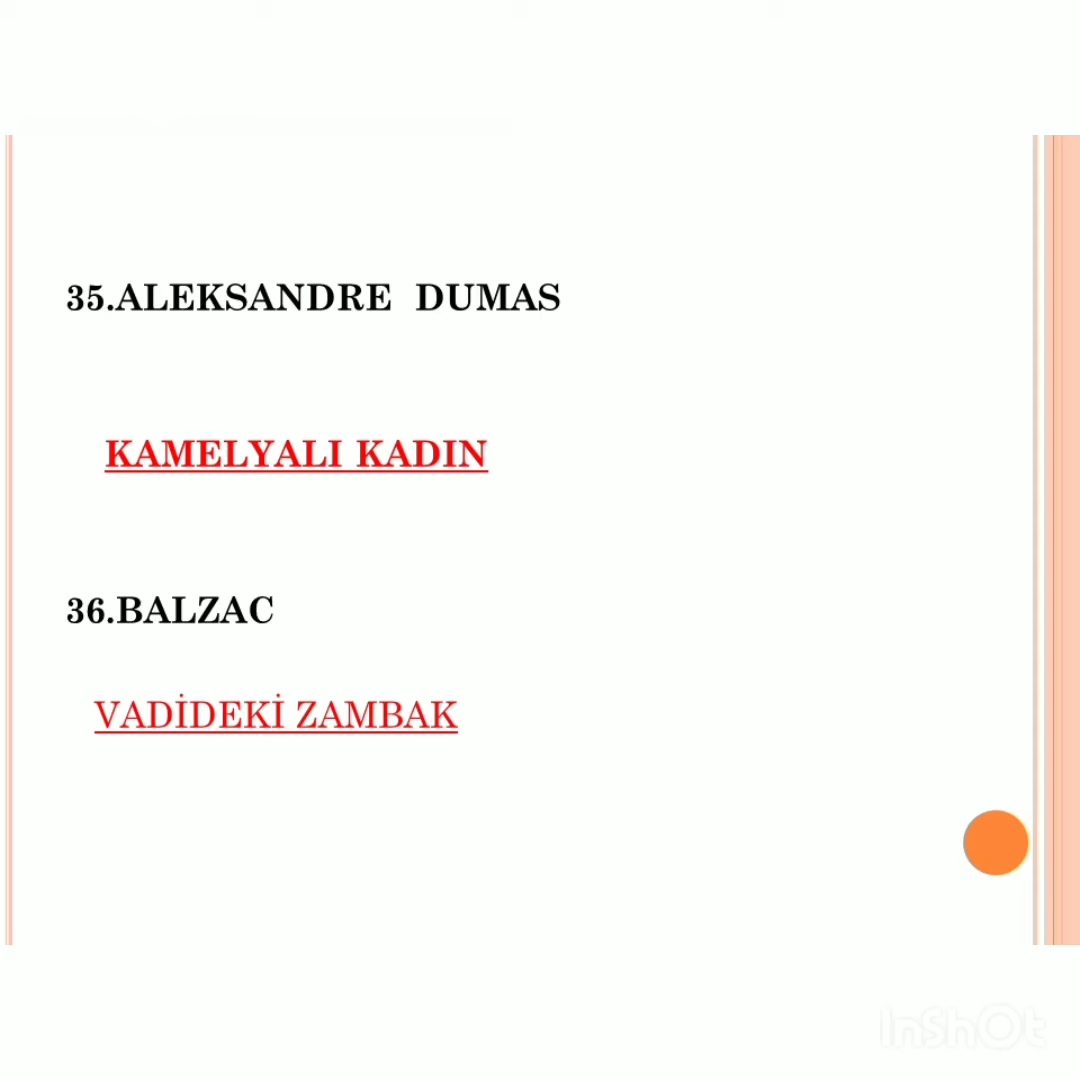 35.ALEKSANDRE DUMAS
KAMELYALI KADIN
36.BALZAC
VADİDEKİ ZAMBAK
InShOt